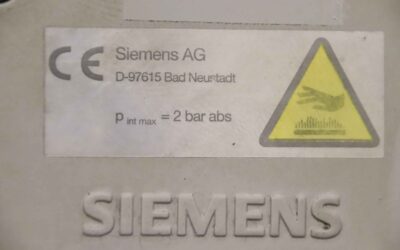 CE Siemens AG
D-97615 Bad Neustadt
p int max = 2 bar abs
SIEMENS